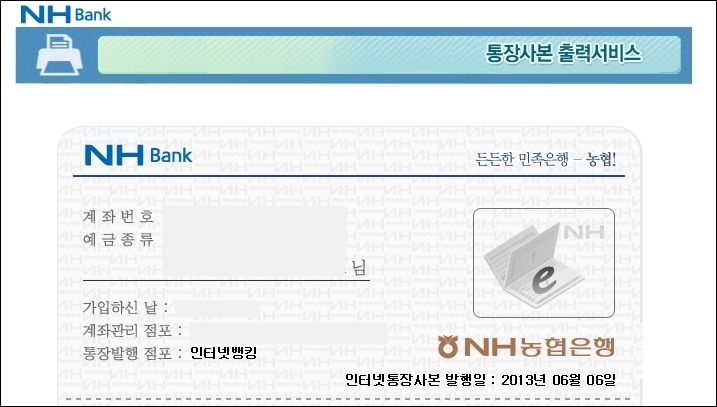 NH Bank
통장사본 출력서비스
NH Bank
든든한 민족은행 – 농협!
계 좌 번 호
예 금 종 류
NH
e
님
가입하신 날 :
계좌관리 점포 :
통장발행 점포 : 인터넷뱅킹
NH농협은행
인터넷통장사본 발행일 : 2013년 06월 06일